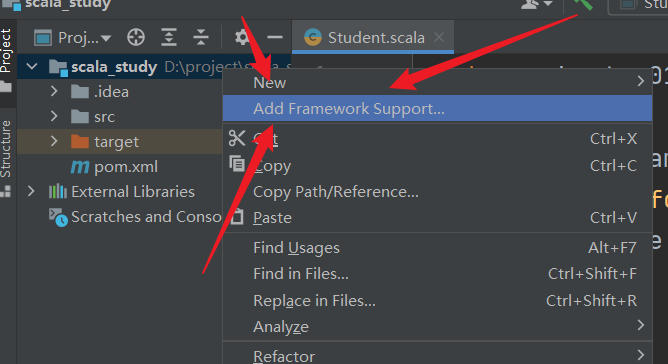 scala_study
Stu
Project
Proj...
Student.scala
scala_study D:\project\
New
01
.idea
Add Framework Support...
src
Cut Ctrl+X
target
Copy Ctrl+C
pom.xml
Copy Path/Reference...
External Libraries
Paste Ctrl+V
Scratches and Conso
Structure
Find Usages Alt+F7
Find in Files... Ctrl+Shift+F
Replace in Files... Ctrl+Shift+R
Analyze
Refactor